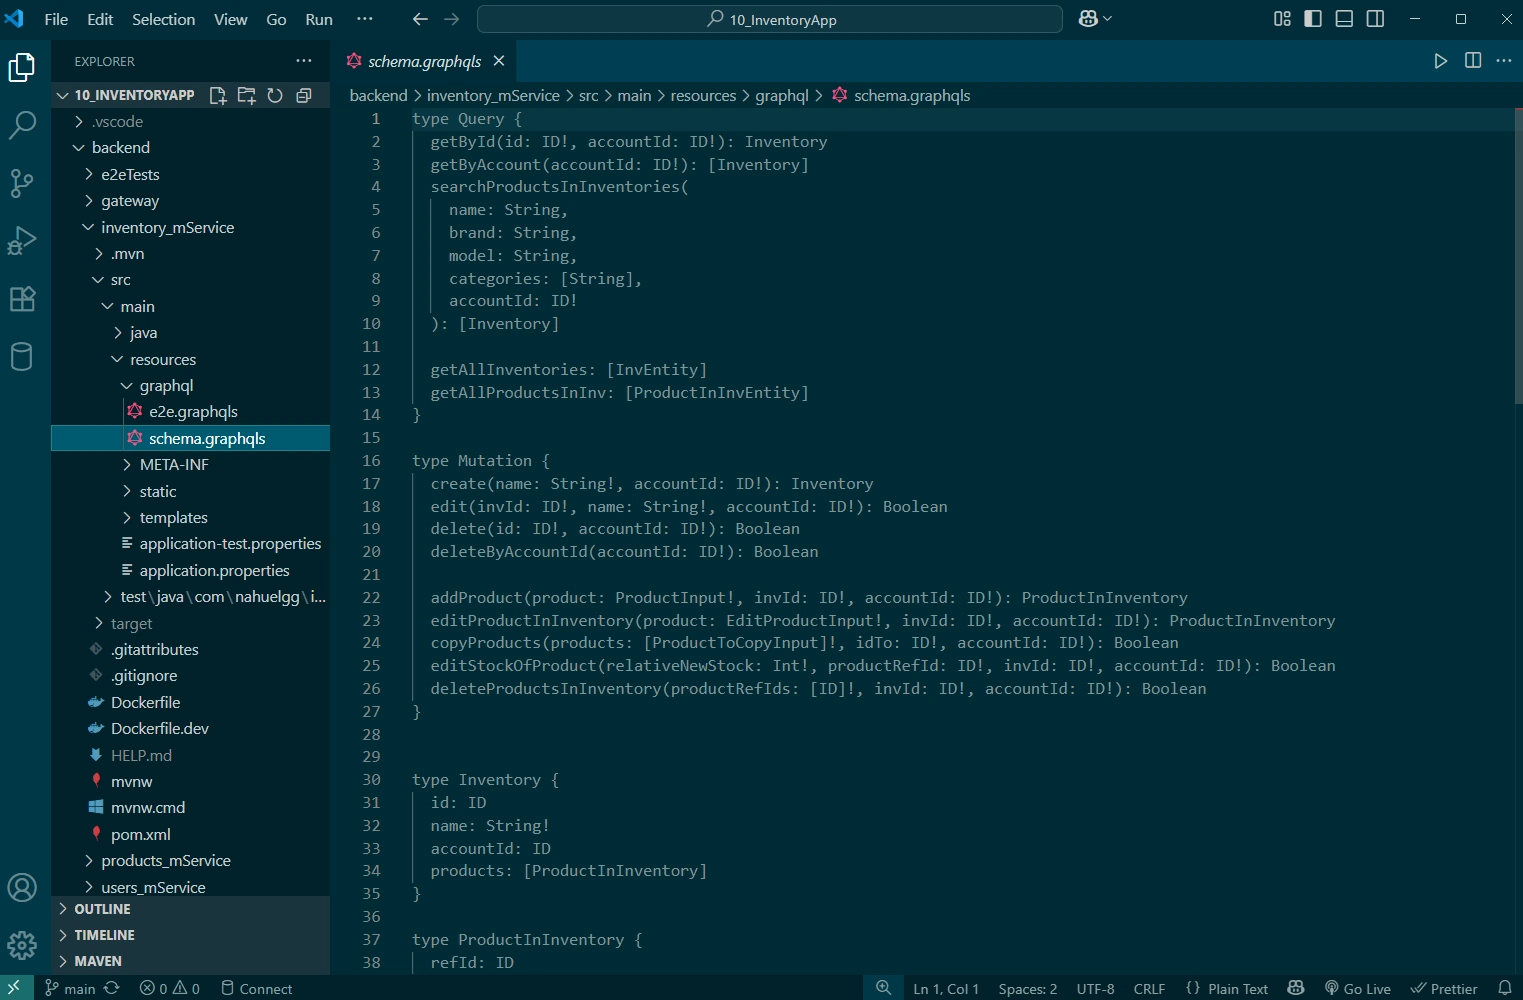 File Edit Selection View Go Run ··· 10_InventoryApp
EXPLORER ···
10_INVENTORYAPP
.vscode
backend
e2eTests
gateway
inventory_mService
.mvn
src
main
java
resources
graphql
e2e.graphqls
schema.graphqls
META-INF
static
templates
application-test.properties
application.properties
test\java\com\nahuelgg\i...
target
.gitattributes
.gitignore
Dockerfile
Dockerfile.dev
HELP.md
mvnw
mvnw.cmd
pom.xml
products_mService
users_mService
OUTLINE
TIMELINE
MAVEN
schema.graphqls
backend > inventory_mService > src > main > resources > graphql > schema.graphqls
1 type Query {
2 getById(id: ID!, accountId: ID!): Inventory
3 getByAccount(accountId: ID!): [Inventory]
4 searchProductsInInventories(
5 name: String,
6 brand: String,
7 model: String,
8 categories: [String],
9 accountId: ID!
10 ): [Inventory]
11
12 getAllInventories: [InvEntity]
13 getAllProductsInInv: [ProductInInvEntity]
14 }
15
16 type Mutation {
17 create(name: String!, accountId: ID!): Inventory
18 edit(invId: ID!, name: String!, accountId: ID!): Boolean
19 delete(id: ID!, accountId: ID!): Boolean
20 deleteByAccountId(accountId: ID!): Boolean
21
22 addProduct(product: ProductInput!, invId: ID!, accountId: ID!): ProductInInventory
23 editProductInInventory(product: EditProductInput!, invId: ID!, accountId: ID!): ProductInInventory
24 copyProducts(products: [ProductToCopyInput]!, idTo: ID!, accountId: ID!): Boolean
25 editStockOfProduct(relativeNewStock: Int!, productRefId: ID!, invId: ID!, accountId: ID!): Boolean
26 deleteProductsInInventory(productRefIds: [ID]!, invId: ID!, accountId: ID!): Boolean
27 }
28
29
30 type Inventory {
31 id: ID
32 name: String!
33 accountId: ID
34 products: [ProductInInventory]
35 }
36
37 type ProductInInventory {
38 refId: ID
main 0 0 Connect Ln 1, Col 1 Spaces: 2 UTF-8 CRLF {} Plain Text Go Live Prettier